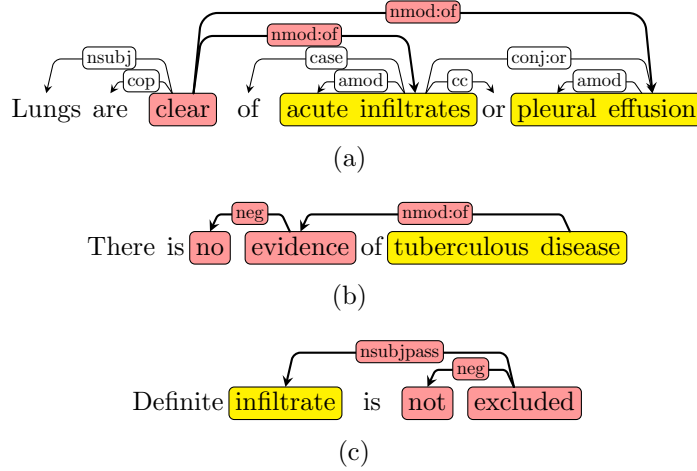 nmod:of
nmod:of
nsubj case conj:or
cop amod cc amod
Lungs are clear of acute infiltrates or pleural effusion
(a)
neg nmod:of
There is no evidence of tuberculous disease
(b)
nsubjpass
neg
Definite infiltrate is not excluded
(c)